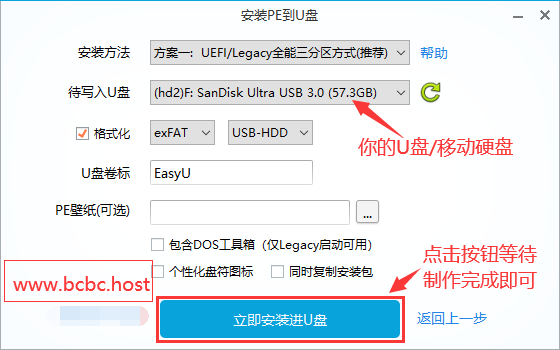 安装PE到U盘
安装方法 方案一：UEFI/Legacy全能三分区方式(推荐) 帮助
待写入U盘 (hd2)F: SanDisk Ultra USB 3.0 (57.3GB)
格式化 exFAT USB-HDD
你的U盘/移动硬盘
U盘卷标 EasyU
PE壁纸(可选) ...
包含DOS工具箱（仅Legacy启动可用）
个性化盘符图标 同时复制安装包
点击按钮等待
制作完成即可
www.bcbc.host
立即安装进U盘 返回上一步